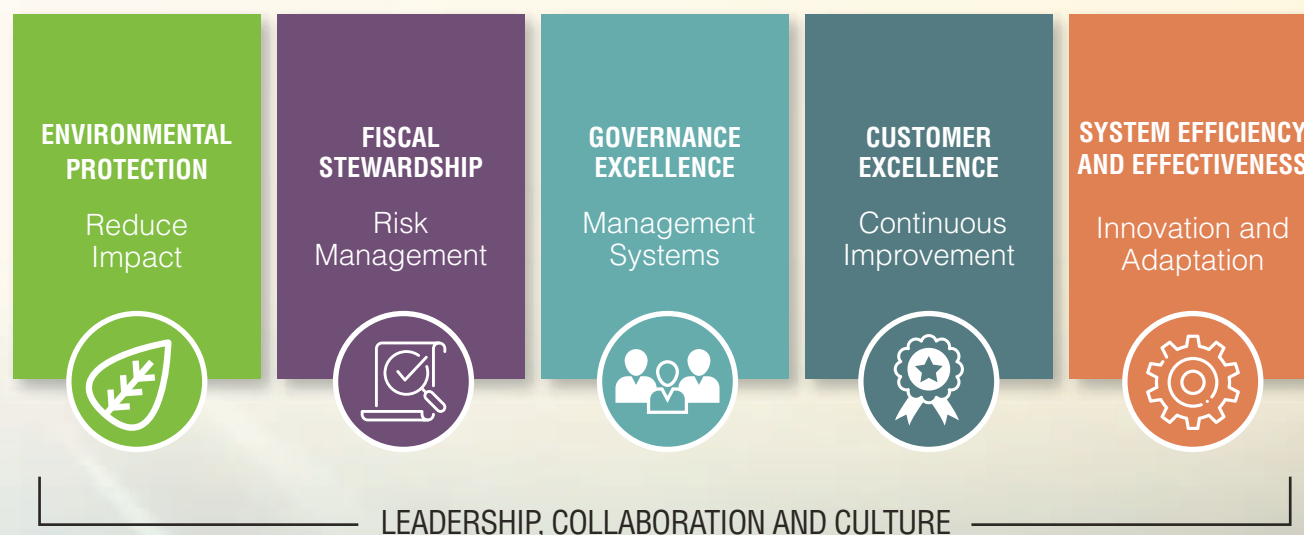 ENVIRONMENTAL
PROTECTION
Reduce
Impact
FISCAL
STEWARDSHIP
Risk
Management
GOVERNANCE
EXCELLENCE
Management
Systems
CUSTOMER
EXCELLENCE
Continuous
Improvement
SYSTEM EFFICIENCY
AND EFFECTIVENESS
Innovation and
Adaptation
LEADERSHIP, COLLABORATION AND CULTURE